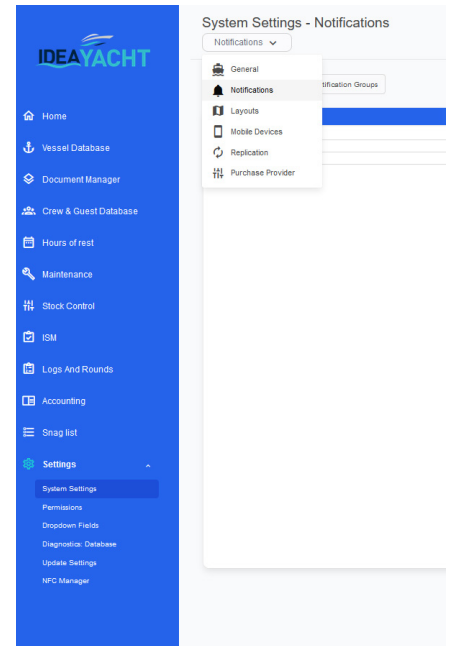 IDEAYACHT
Home
Vessel Database
Document Manager
Crew & Guest Database
Hours of rest
Maintenance
Stock Control
ISM
Logs And Rounds
Accounting
Snag list
Settings
System Settings
Permissions
Dropdown Fields
Diagnostics: Database
Update Settings
NFC Manager
System Settings - Notifications
Notifications
General
Notifications
Layouts
Mobile Devices
Replication
Purchase Provider
tification Groups